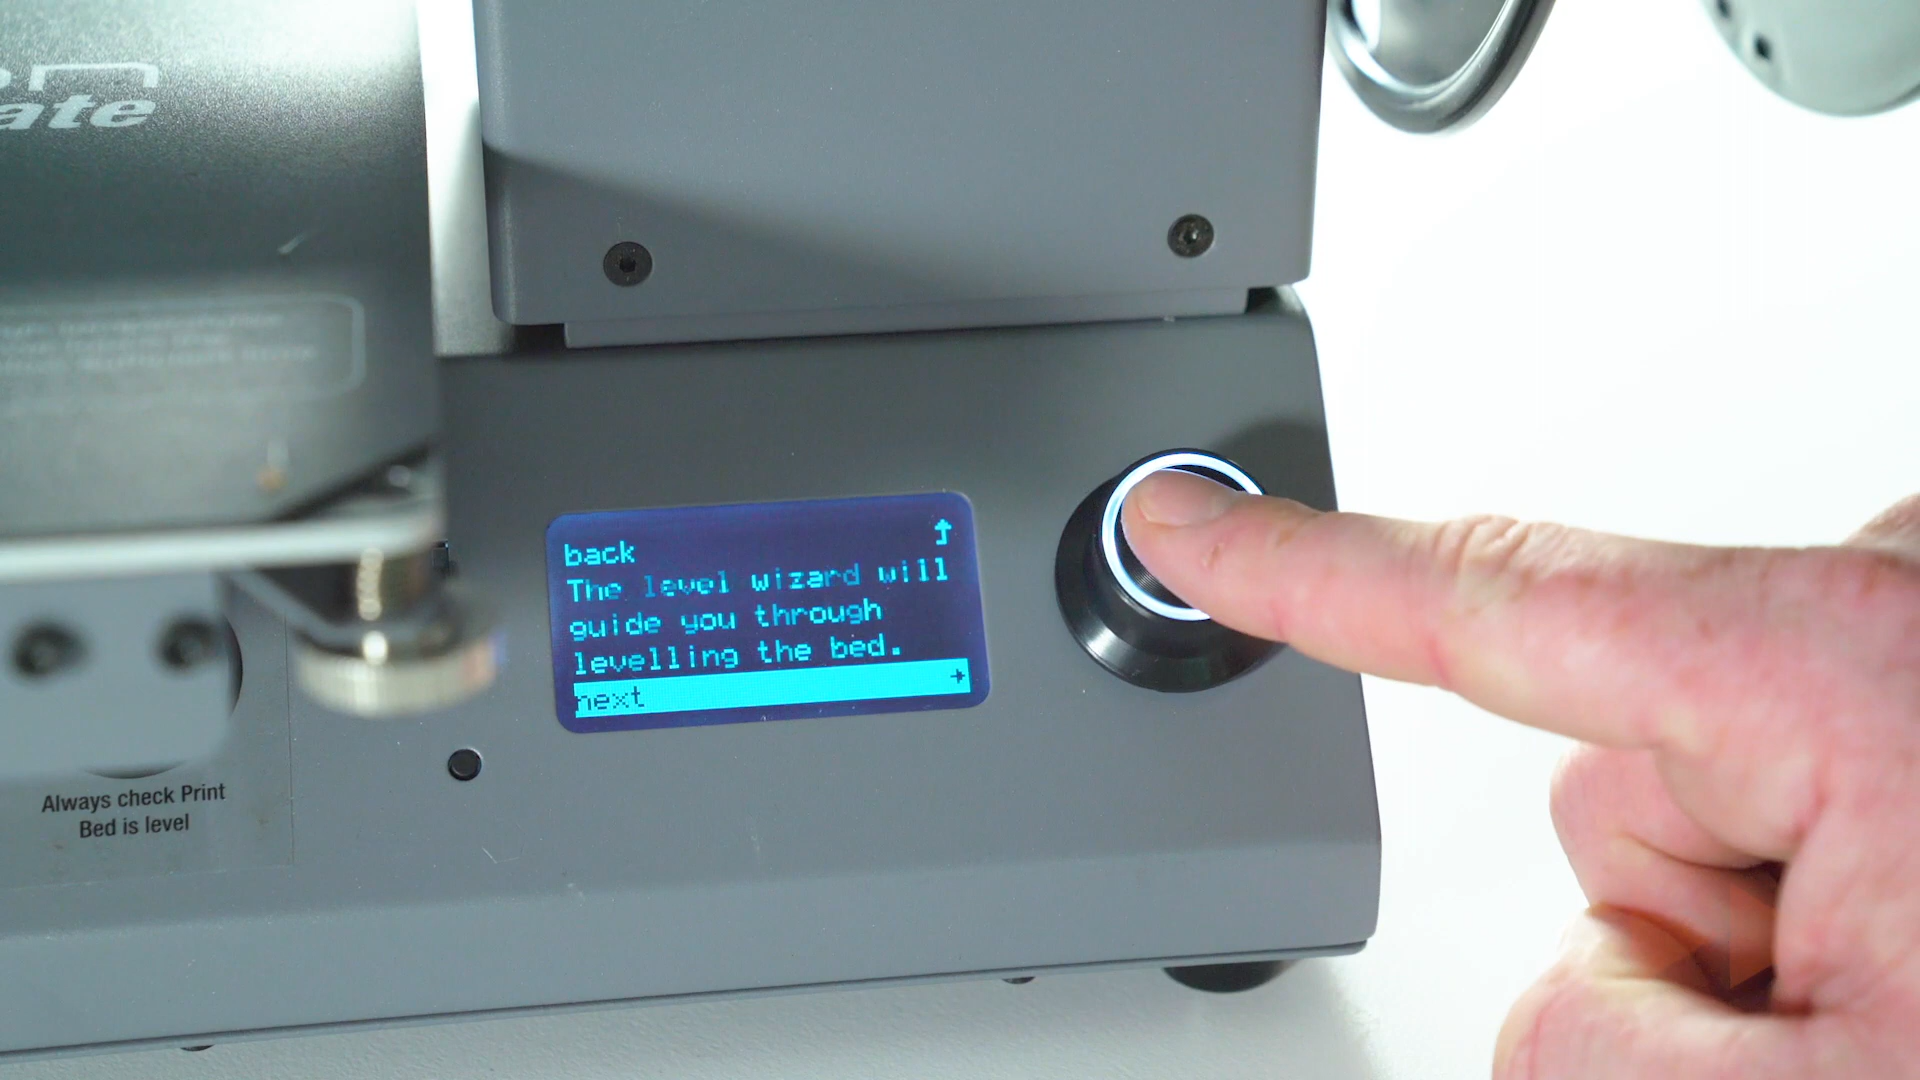 ate
back
The level wizard will
guide you through
levelling the bed.
next
Always check Print
Bed is level